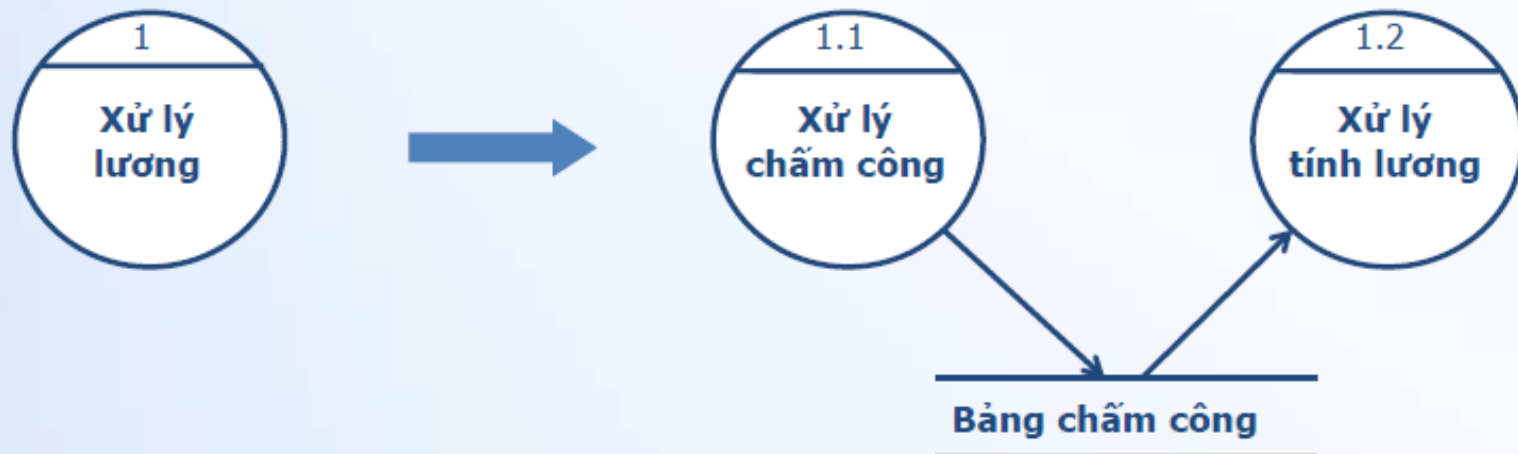 1
Xử lý
lương
1.1
Xử lý
chấm công
1.2
Xử lý
tính lương
Bảng chấm công